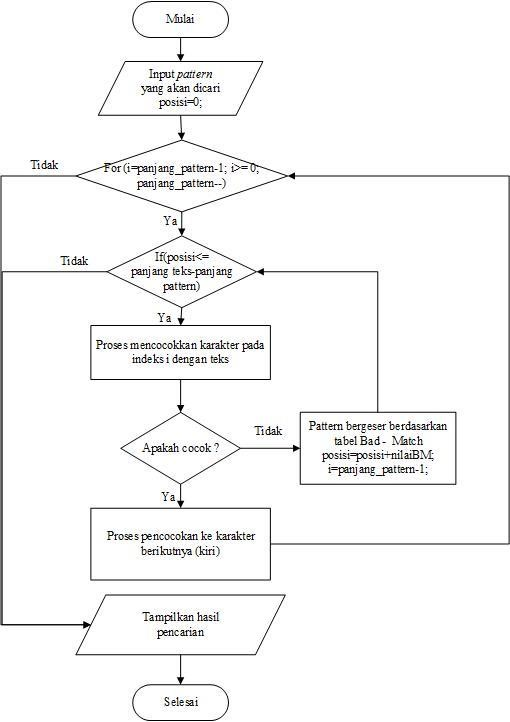 Mulai
Input pattern
yang akan dicari
posisi=0;
For (i=panjang_pattern-1; i>= 0;
panjang_pattern--)
Tidak
Ya
If(posisi<=
panjang teks-panjang
pattern)
Tidak
Ya
Proses mencocokkan karakter pada
indeks i dengan teks
Apakah cocok ?
Tidak
Pattern bergeser berdasarkan
tabel Bad - Match
posisi=posisi+nilaiBM;
i=panjang_pattern-1;
Ya
Proses pencocokan ke karakter
berikutnya (kiri)
Tampilkan hasil
pencarian
Selesai